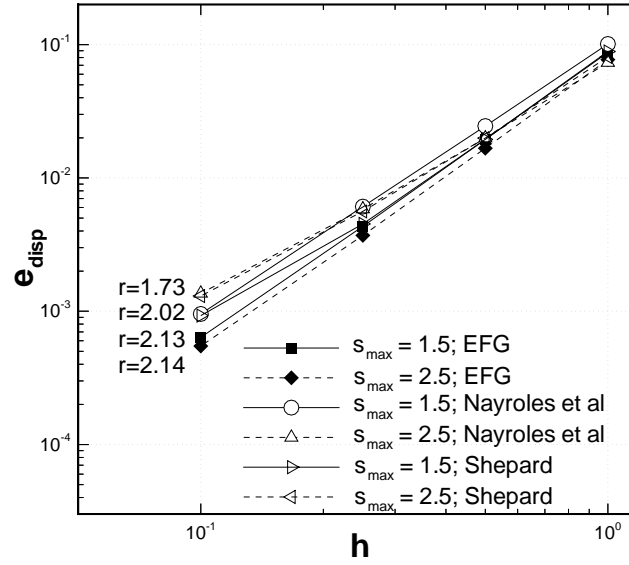 10^-1
10^-2
10^-3
10^-4
e_disp
r=1.73
r=2.02
r=2.13
r=2.14
s_max = 1.5; EFG
s_max = 2.5; EFG
s_max = 1.5; Nayroles et al
s_max = 2.5; Nayroles et al
s_max = 1.5; Shepard
s_max = 2.5; Shepard
10^-1
10^0
h